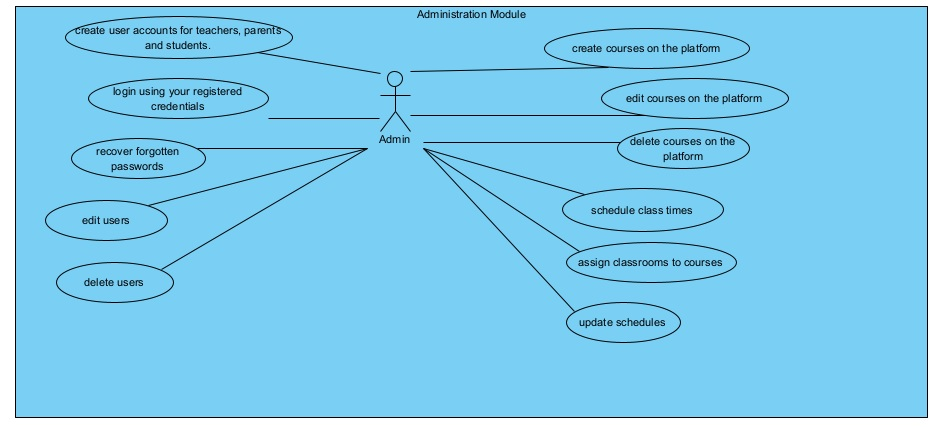 Administration Module
create user accounts for teachers, parents
and students.
login using your registered
credentials
recover forgotten
passwords
edit users
delete users
Admin
create courses on the platform
edit courses on the platform
delete courses on the
platform
schedule class times
assign classrooms to courses
update schedules